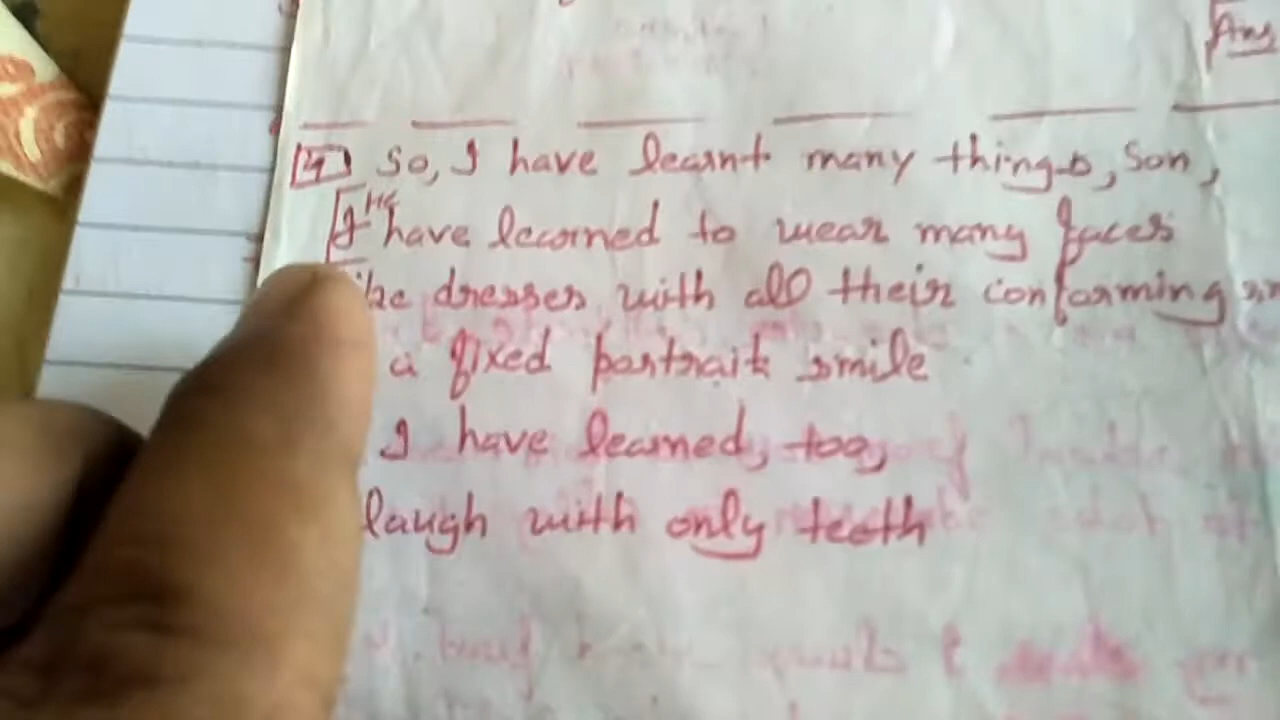 Ans
4 So, I have learnt many things, Son,
I have learned to wear many faces
dresses with all their conforming
a fixed portrait smile
I have learned, too,
laugh with only teeth